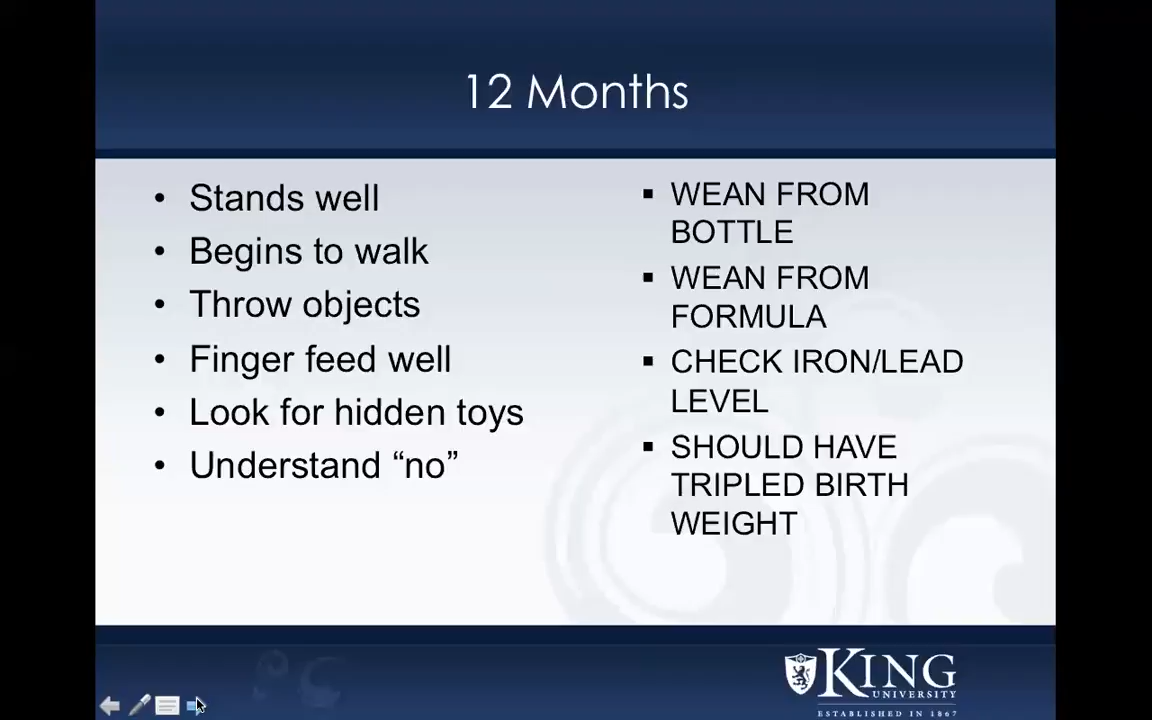 12 Months
• Stands well
• Begins to walk
• Throw objects
• Finger feed well
• Look for hidden toys
• Understand “no”
▪ WEAN FROM
BOTTLE
▪ WEAN FROM
FORMULA
▪ CHECK IRON/LEAD
LEVEL
▪ SHOULD HAVE
TRIPLED BIRTH
WEIGHT
KING
UNIVERSITY
ESTABLISHED IN 1867